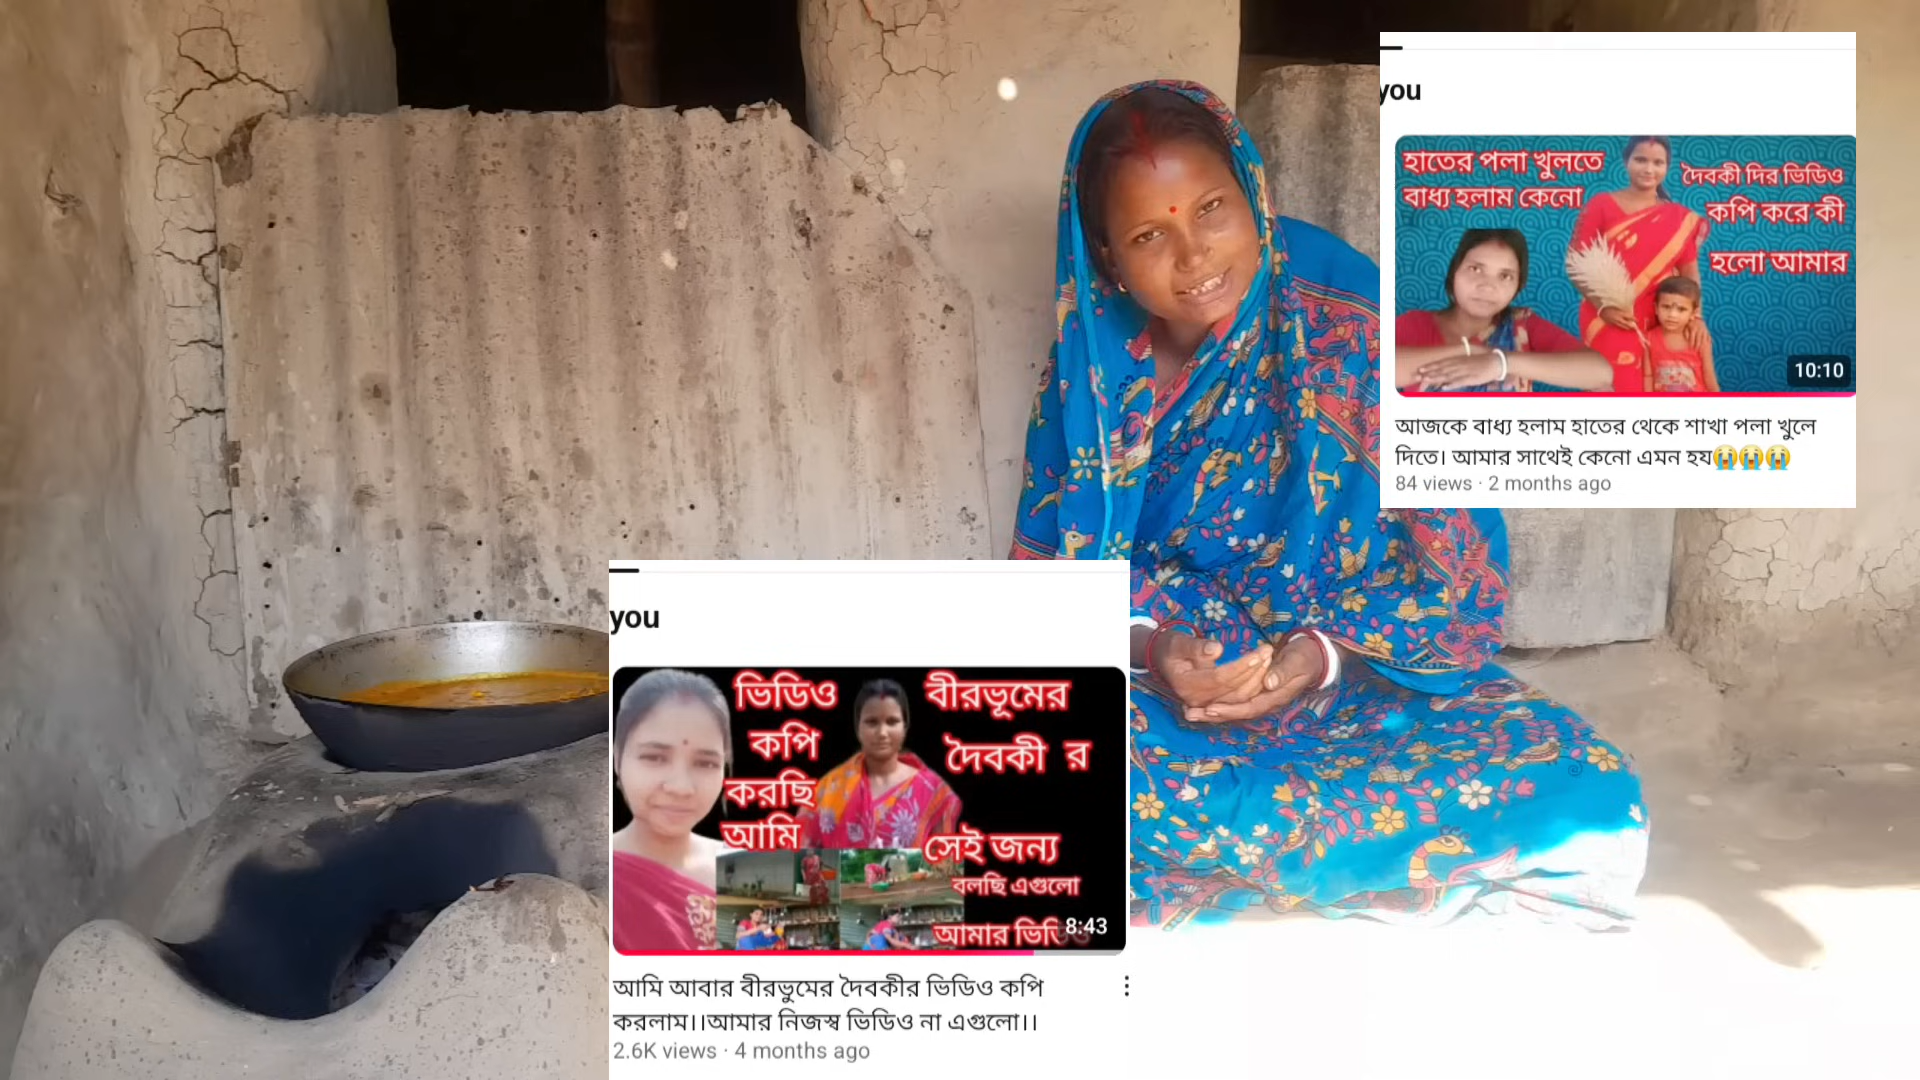 you
হাতের পলা খুলতে
বাধ্য হলাম কেনো
দৈবকী দির ভিডিও
কপি করে কী
হলো আমার
10:10
আজকে বাধ্য হলাম হাতের থেকে শাখা পলা খুলে
দিতে। আমার সাথেই কেনো এমন হয😭😭😭
84 views · 2 months ago
you
ভিডিও
কপি
করছি
আমি
বীরভূমের
দৈবকী র
সেই জন্য
বলছি এগুলো
আমার
8:43
আমি আবার বীরভুমের দৈবকীর ভিডিও কপি
করলাম।।আমার নিজস্ব ভিডিও না এগুলো।।
2.6K views · 4 months ago